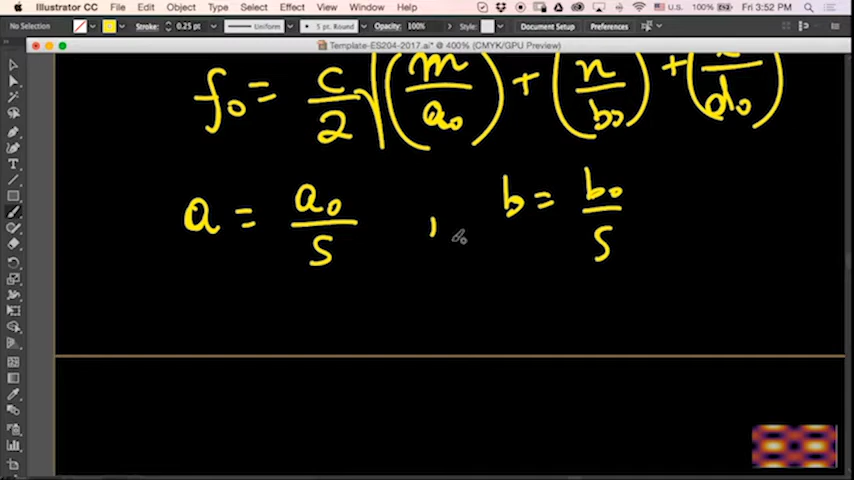 Illustrator CC File Edit Object Type Select Effect View Window Help U.S. 100% Fri 3:52 PM
No Selection Stroke: 0.25 pt Uniform 5 pt. Round Opacity: 100% Style: Document Setup Preferences
Template-ES204-2017.ai* @ 400% (CMYK/GPU Preview)
f₀ = c/2 √ (m/a₀) + (n/b₀) + ( /d₀)
a = a₀/s , b = b₀/s